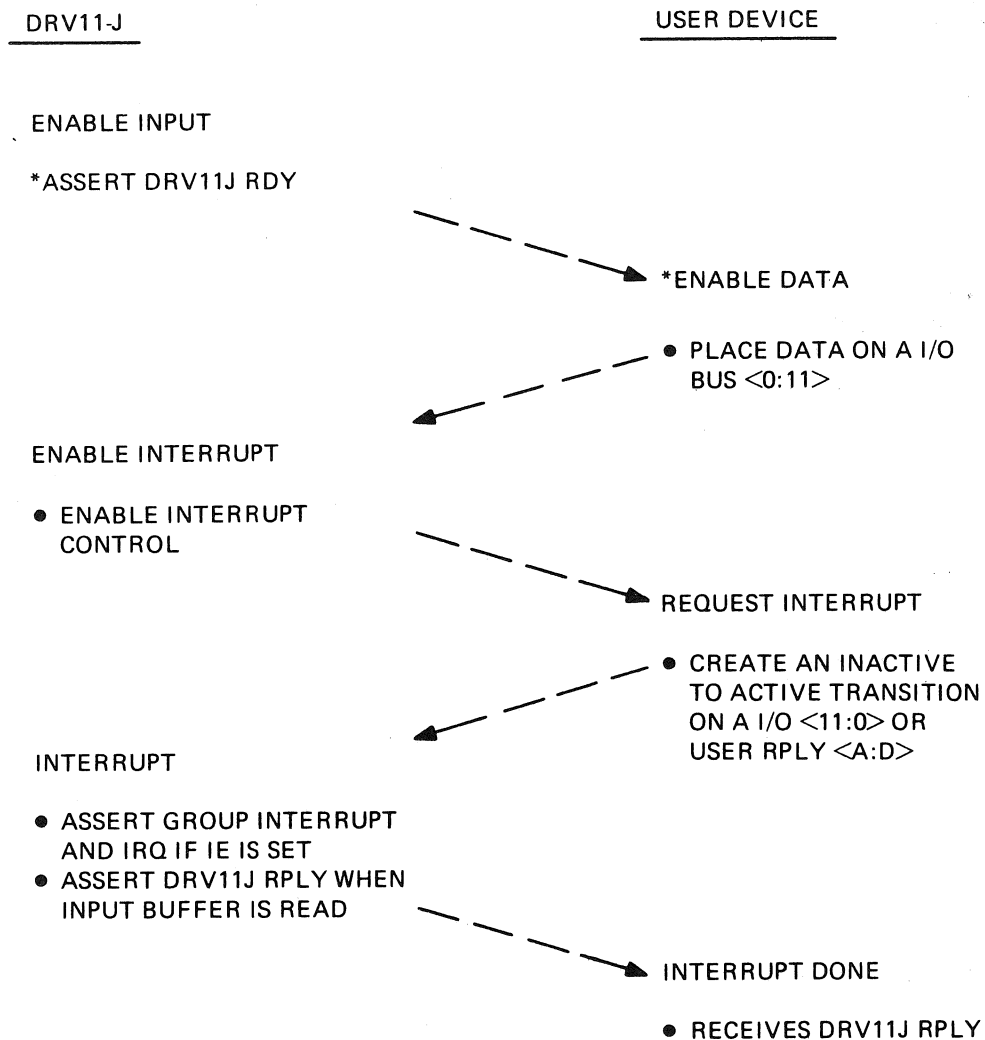 DRV11-J
USER DEVICE
ENABLE INPUT
*ASSERT DRV11J RDY
*ENABLE DATA
● PLACE DATA ON A I/O
BUS <0:11>
ENABLE INTERRUPT
● ENABLE INTERRUPT
CONTROL
REQUEST INTERRUPT
● CREATE AN INACTIVE
TO ACTIVE TRANSITION
ON A I/O <11:0> OR
USER RPLY <A:D>
INTERRUPT
● ASSERT GROUP INTERRUPT
AND IRQ IF IE IS SET
● ASSERT DRV11J RPLY WHEN
INPUT BUFFER IS READ
INTERRUPT DONE
● RECEIVES DRV11J RPLY